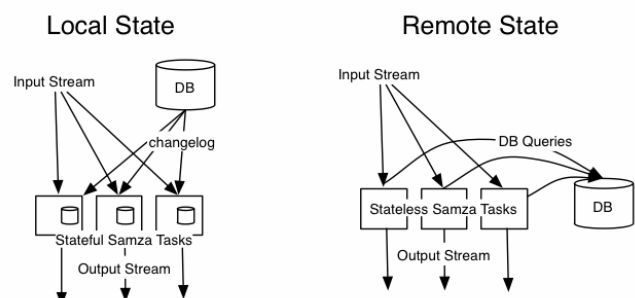 Local State
Input Stream
DB
changelog
Stateful Samza Tasks
Output Stream
Remote State
Input Stream
DB Queries
Stateless Samza Tasks
DB
Output Stream